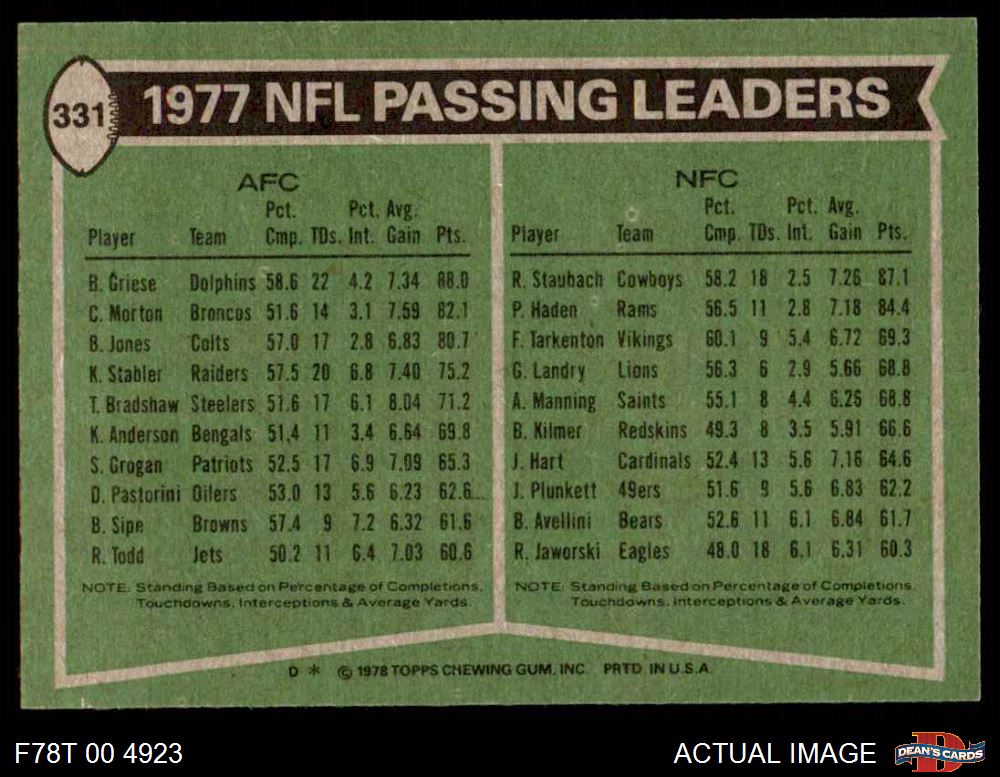 331
1977 NFL PASSING LEADERS
AFC
Pct. Pct. Avg.
Player Team Cmp. TDs. Int. Gain Pts.
B. Griese Dolphins 58.6 22 4.2 7.34 88.0
C. Morton Broncos 51.6 14 3.1 7.59 82.1
B. Jones Colts 57.0 17 2.8 6.83 80.7
K. Stabler Raiders 57.5 20 6.8 7.40 75.2
T. Bradshaw Steelers 51.6 17 6.1 8.04 71.2
K. Anderson Bengals 51.4 11 3.4 6.64 69.8
S. Grogan Patriots 52.5 17 6.9 7.09 65.3
D. Pastorini Oilers 53.0 13 5.6 6.23 62.6
B. Sipe Browns 57.4 9 7.2 6.32 61.6
R. Todd Jets 50.2 11 6.4 7.03 60.6
NOTE: Standing Based on Percentage of Completions,
Touchdowns, Interceptions & Average Yards.
NFC
Pct. Pct. Avg.
Player Team Cmp. TDs. Int. Gain Pts.
R. Staubach Cowboys 58.2 18 2.5 7.26 87.1
P. Haden Rams 56.5 11 2.8 7.18 84.4
F. Tarkenton Vikings 60.1 9 5.4 6.72 69.3
G. Landry Lions 56.3 6 2.9 5.66 68.8
A. Manning Saints 55.1 8 4.4 6.26 68.8
B. Kilmer Redskins 49.3 8 3.5 5.91 66.6
J. Hart Cardinals 52.4 13 5.6 7.16 64.6
J. Plunkett 49ers 51.6 9 5.6 6.83 62.2
B. Avellini Bears 52.6 11 6.1 6.84 61.7
R. Jaworski Eagles 48.0 18 6.1 6.31 60.3
NOTE: Standing Based on Percentage of Completions,
Touchdowns, Interceptions & Average Yards.
D * © 1978 TOPPS CHEWING GUM, INC. PRTD. IN U.S.A.
F78T 00 4923
ACTUAL IMAGE
DEAN'S CARDS